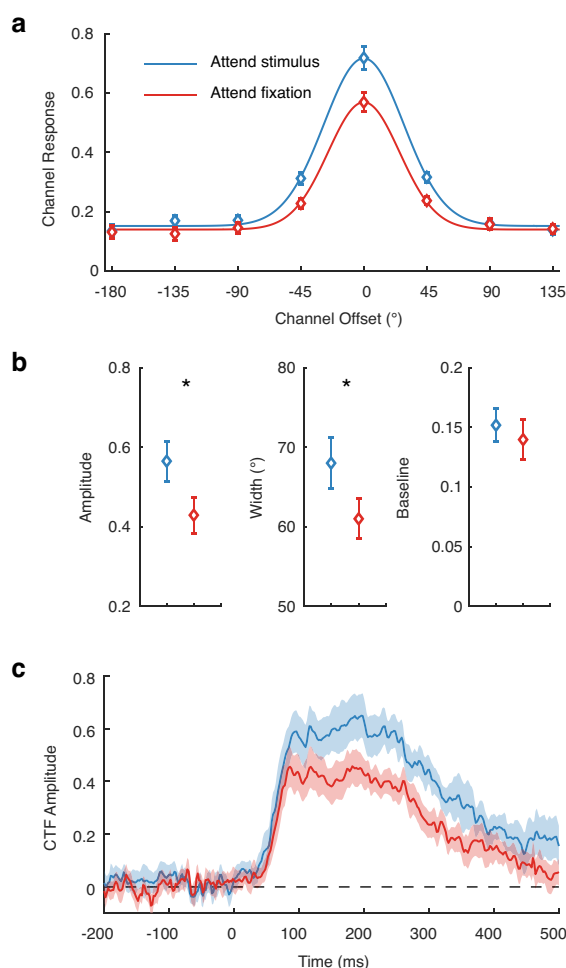 a
0.8
Attend stimulus
Attend fixation
0.6
0.4
0.2
0
Channel Response
-180 -135 -90 -45 0 45 90 135
Channel Offset (°)
b
0.8
*
0.6
0.4
0.2
Amplitude
80
*
70
60
50
Width (°)
0.2
0.15
0.1
0.05
0
Baseline
c
0.8
0.6
0.4
0.2
0
CTF Amplitude
-200 -100 0 100 200 300 400 500
Time (ms)